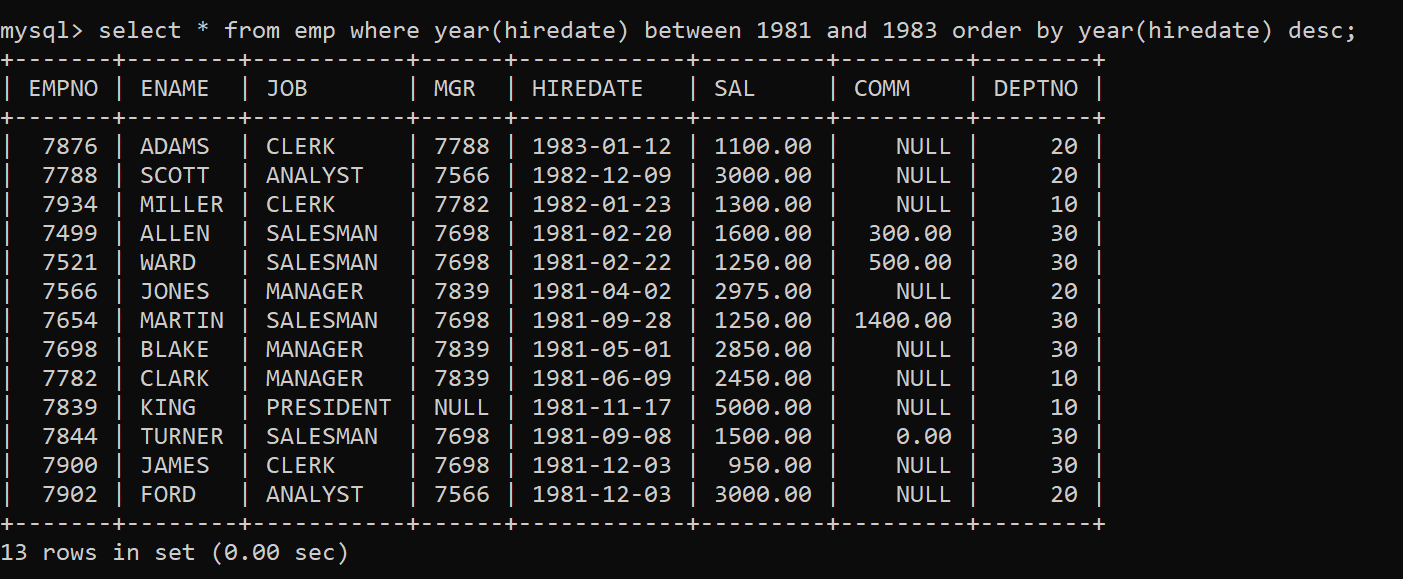 mysql> select * from emp where year(hiredate) between 1981 and 1983 order by year(hiredate) desc;
+-------+--------+-----------+------+------------+---------+---------+--------+
| EMPNO | ENAME  | JOB       | MGR  | HIREDATE   | SAL     | COMM    | DEPTNO |
+-------+--------+-----------+------+------------+---------+---------+--------+
|  7876 | ADAMS  | CLERK     | 7788 | 1983-01-12 | 1100.00 |    NULL |     20 |
|  7788 | SCOTT  | ANALYST   | 7566 | 1982-12-09 | 3000.00 |    NULL |     20 |
|  7934 | MILLER | CLERK     | 7782 | 1982-01-23 | 1300.00 |    NULL |     10 |
|  7499 | ALLEN  | SALESMAN  | 7698 | 1981-02-20 | 1600.00 |  300.00 |     30 |
|  7521 | WARD   | SALESMAN  | 7698 | 1981-02-22 | 1250.00 |  500.00 |     30 |
|  7566 | JONES  | MANAGER   | 7839 | 1981-04-02 | 2975.00 |    NULL |     20 |
|  7654 | MARTIN | SALESMAN  | 7698 | 1981-09-28 | 1250.00 | 1400.00 |     30 |
|  7698 | BLAKE  | MANAGER   | 7839 | 1981-05-01 | 2850.00 |    NULL |     30 |
|  7782 | CLARK  | MANAGER   | 7839 | 1981-06-09 | 2450.00 |    NULL |     10 |
|  7839 | KING   | PRESIDENT | NULL | 1981-11-17 | 5000.00 |    NULL |     10 |
|  7844 | TURNER | SALESMAN  | 7698 | 1981-09-08 | 1500.00 |    0.00 |     30 |
|  7900 | JAMES  | CLERK     | 7698 | 1981-12-03 |  950.00 |    NULL |     30 |
|  7902 | FORD   | ANALYST   | 7566 | 1981-12-03 | 3000.00 |    NULL |     20 |
+-------+--------+-----------+------+------------+---------+---------+--------+
13 rows in set (0.00 sec)